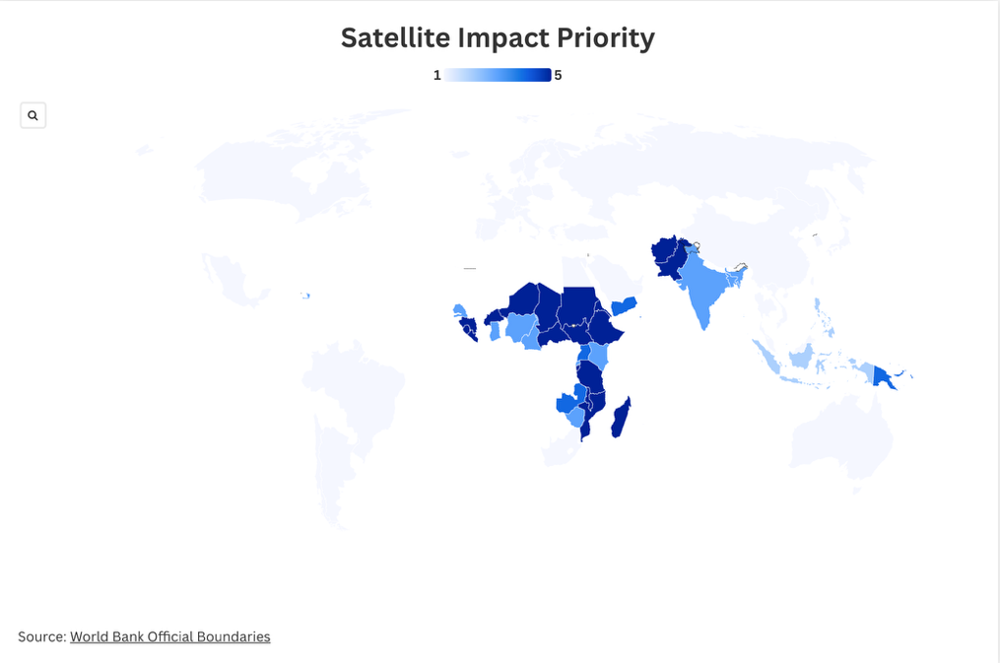 Satellite Impact Priority
1 5
Source: World Bank Official Boundaries